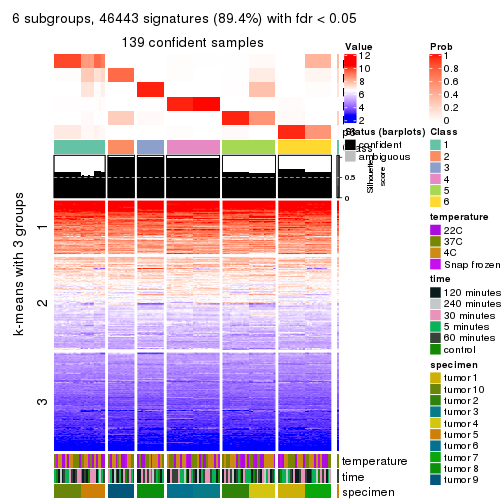 6 subgroups, 46443 signatures (89.4%) with fdr < 0.05
139 confident samples
k-means with 3 groups
1
2
3
1
0.5
0
Silhouette
score
temperature
time
specimen
Value
12
10
8
6
4
2
Status (barplots)
confident
ambiguous
Prob
1
0.8
0.6
0.4
0.2
0
Class
1
2
3
4
5
6
temperature
22C
37C
4C
Snap frozen
time
120 minutes
240 minutes
30 minutes
5 minutes
60 minutes
control
specimen
tumor 1
tumor 10
tumor 2
tumor 3
tumor 4
tumor 5
tumor 6
tumor 7
tumor 8
tumor 9